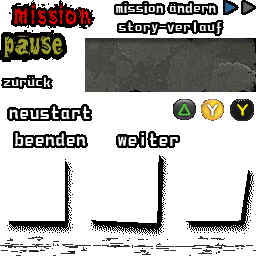 mission
mission ändern
story-verlauf
pause
zurück
neustart
Y Y
beenden
weiter